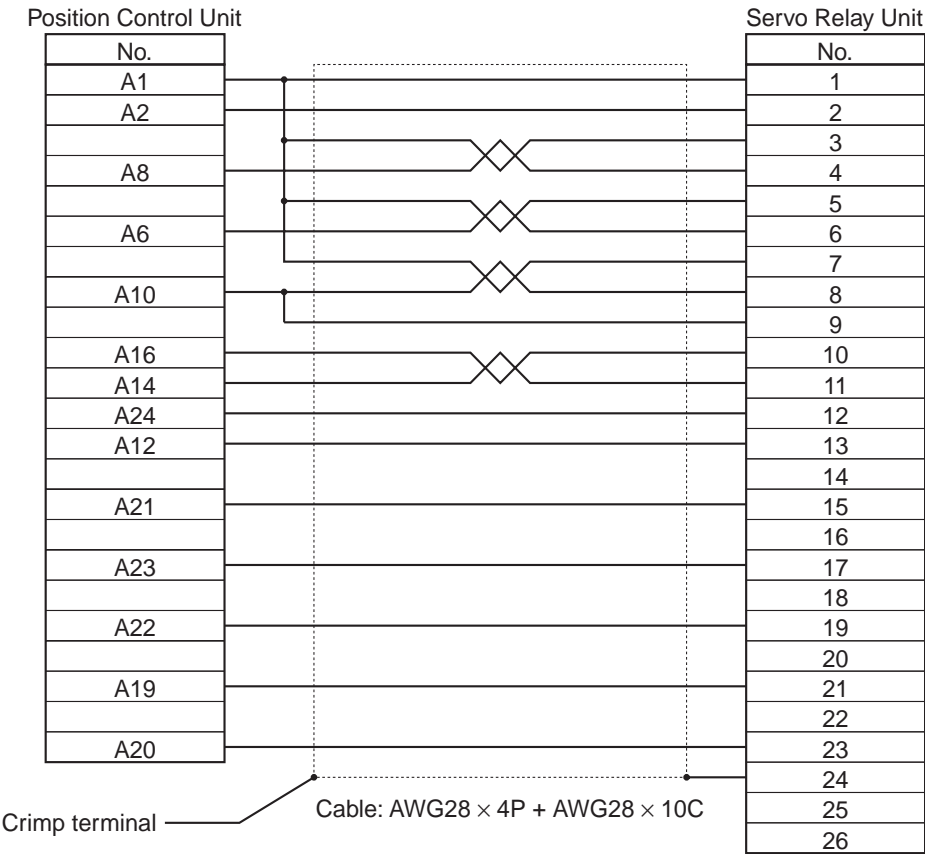 Position Control Unit Servo Relay Unit
No. No.
A1 1
A2 2
3
A8 4
5
A6 6
7
A10 8
9
A16 10
A14 11
A24 12
A12 13
14
A21 15
16
A23 17
18
A22 19
20
A19 21
22
A20 23
24
Cable: AWG28 × 4P + AWG28 × 10C 25
Crimp terminal
26